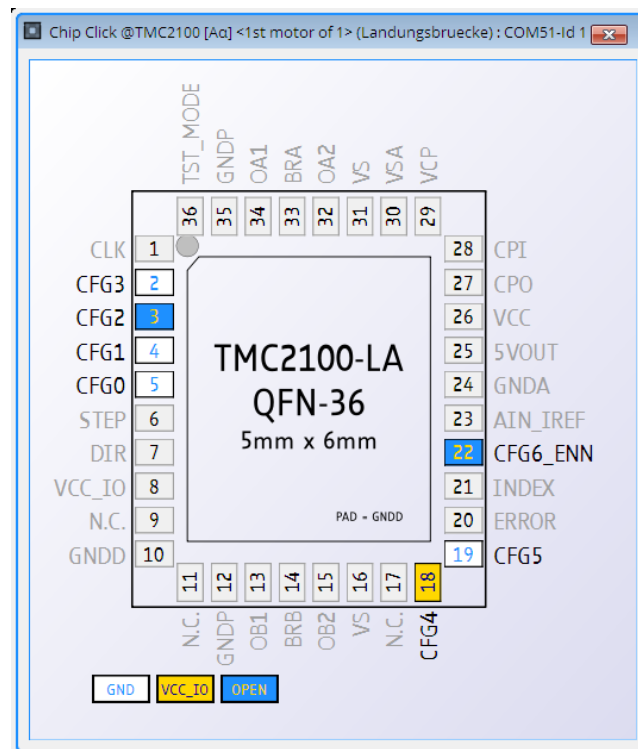 Chip Click @TMC2100 [Aα] <1st motor of 1> (Landungsbruecke) : COM51-Id 1
TST_MODE
GNDP
OA1
BRA
OA2
VS
VSA
VCP
36 35 34 33 32 31 30 29
CLK 1
CFG3 2
CFG2 3
CFG1 4
CFG0 5
STEP 6
DIR 7
VCC_IO 8
N.C. 9
GNDD 10
28 CPI
27 CPO
26 VCC
25 5VOUT
24 GNDA
23 AIN_IREF
22 CFG6_ENN
21 INDEX
20 ERROR
19 CFG5
TMC2100-LA
QFN-36
5mm x 6mm
PAD = GNDD
11 12 13 14 15 16 17 18
N.C.
GNDP
OB1
BRB
OB2
VS
N.C.
CFG4
GND VCC_IO OPEN